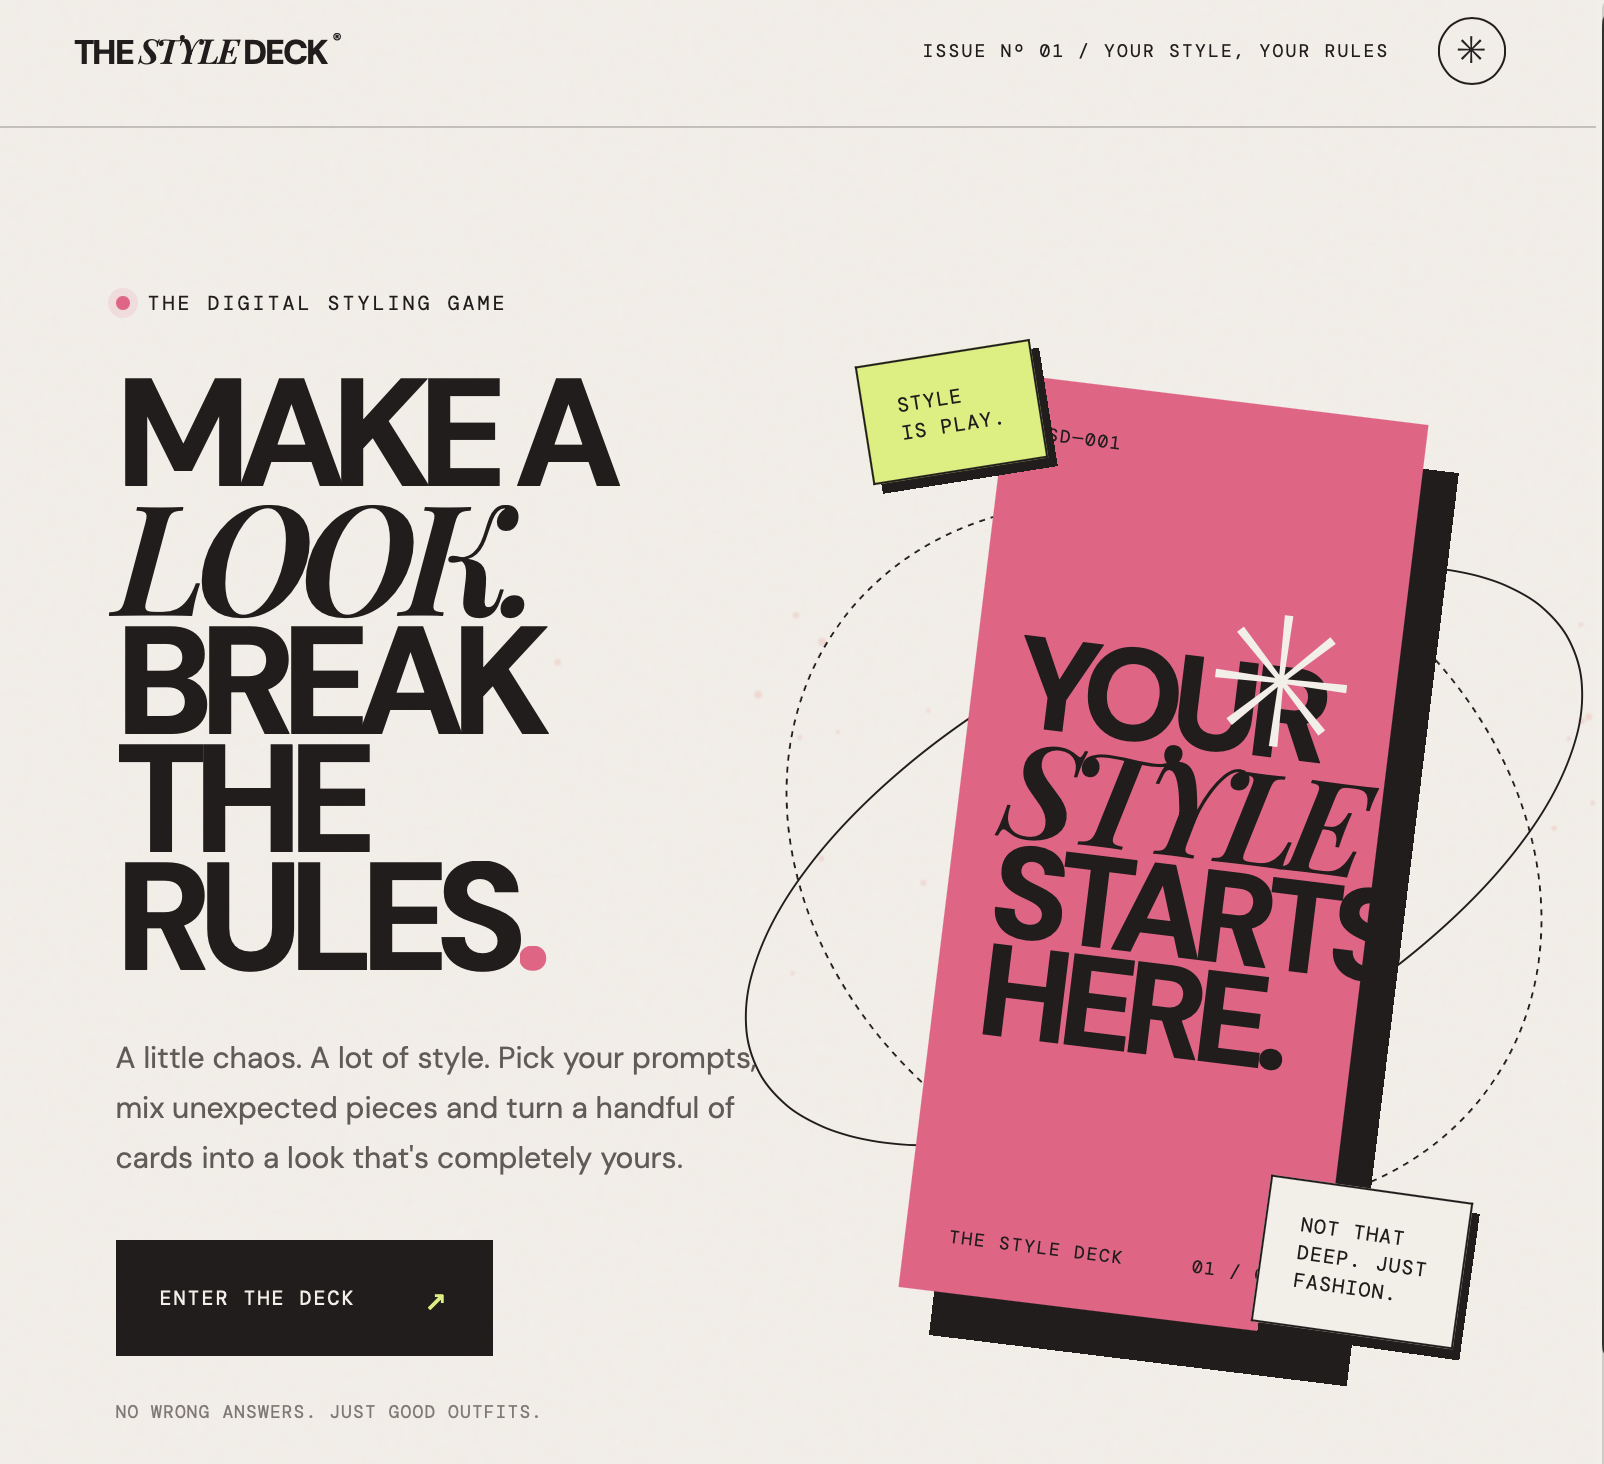 THE STYLE DECK®
ISSUE Nº 01 / YOUR STYLE, YOUR RULES
THE DIGITAL STYLING GAME
MAKE A
LOOK.
BREAK
THE
RULES.
A little chaos. A lot of style. Pick your prompts,
mix unexpected pieces and turn a handful of
cards into a look that's completely yours.
ENTER THE DECK ↗
NO WRONG ANSWERS. JUST GOOD OUTFITS.
STYLE
IS PLAY.
SD—001
YOUR
STYLE
STARTS
HERE.
THE STYLE DECK
01 /
NOT THAT
DEEP. JUST
FASHION.